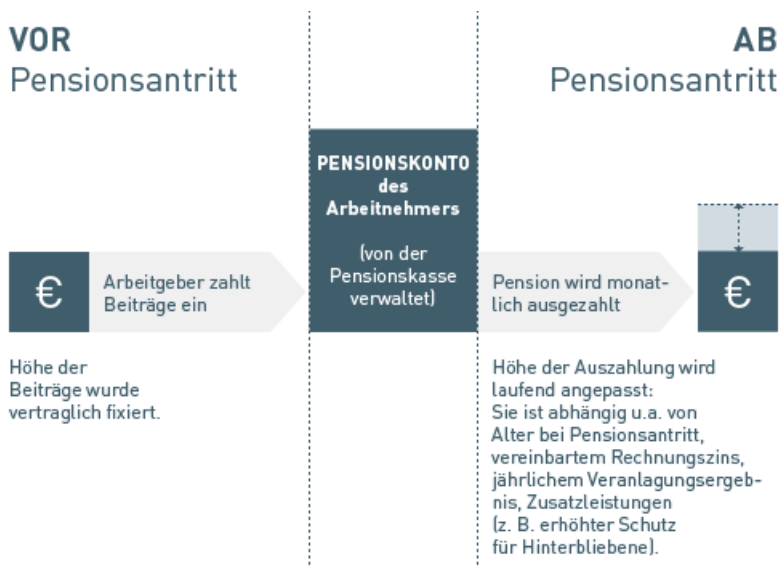 VOR
Pensionsantritt
AB
Pensionsantritt
PENSIONSKONTO
des
Arbeitnehmers
(von der
Pensionskasse
verwaltet)
€
Arbeitgeber zahlt
Beiträge ein
Pension wird monat-
lich ausgezahlt
€
Höhe der
Beiträge wurde
vertraglich fixiert.
Höhe der Auszahlung wird
laufend angepasst:
Sie ist abhängig u.a. von
Alter bei Pensionsantritt,
vereinbartem Rechnungszins,
jährlichem Veranlagungsergeb-
nis, Zusatzleistungen
(z. B. erhöhter Schutz
für Hinterbliebene).